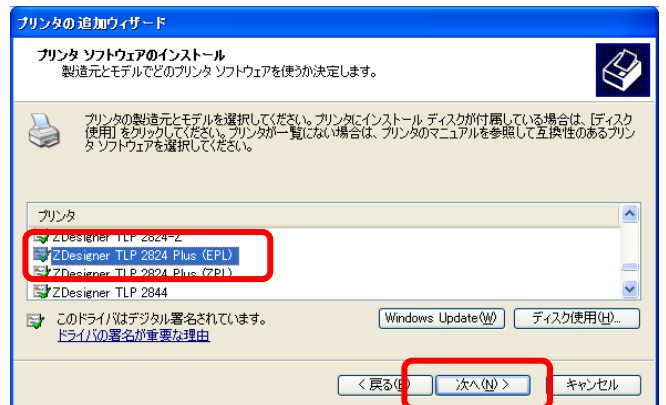 プリンタの追加ウィザード
プリンタ ソフトウェアのインストール
製造元とモデルでどのプリンタ ソフトウェアを使うか決定します。
プリンタの製造元とモデルを選択してください。プリンタにインストール ディスクが付属している場合は、[ディスク
使用] をクリックしてください。プリンタが一覧にない場合は、プリンタのマニュアルを参照して互換性のあるプリン
タ ソフトウェアを選択してください。
プリンタ
ZDesigner TLP 2824-Z
ZDesigner TLP 2824 Plus (EPL)
ZDesigner TLP 2824 Plus (ZPL)
ZDesigner TLP 2844
このドライバはデジタル署名されています。
Windows Update(W) ディスク使用(H)...
ドライバの署名が重要な理由
< 戻る(B) 次へ(N) > キャンセル